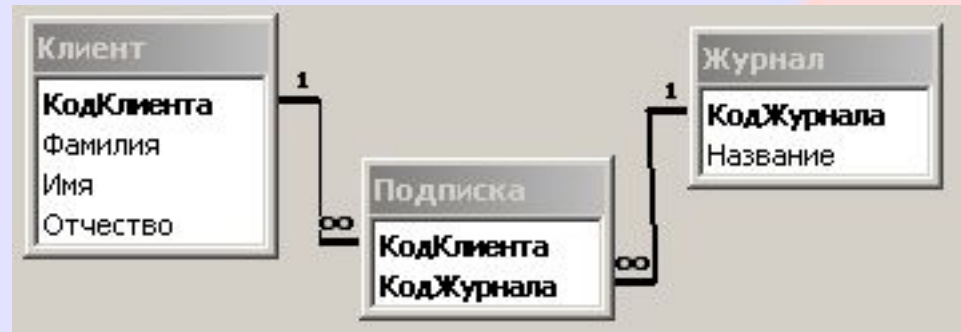 Клиент
КодКлиента
Фамилия
Имя
Отчество
1
∞
Подписка
КодКлиента
КодЖурнала
∞
1
Журнал
КодЖурнала
Название